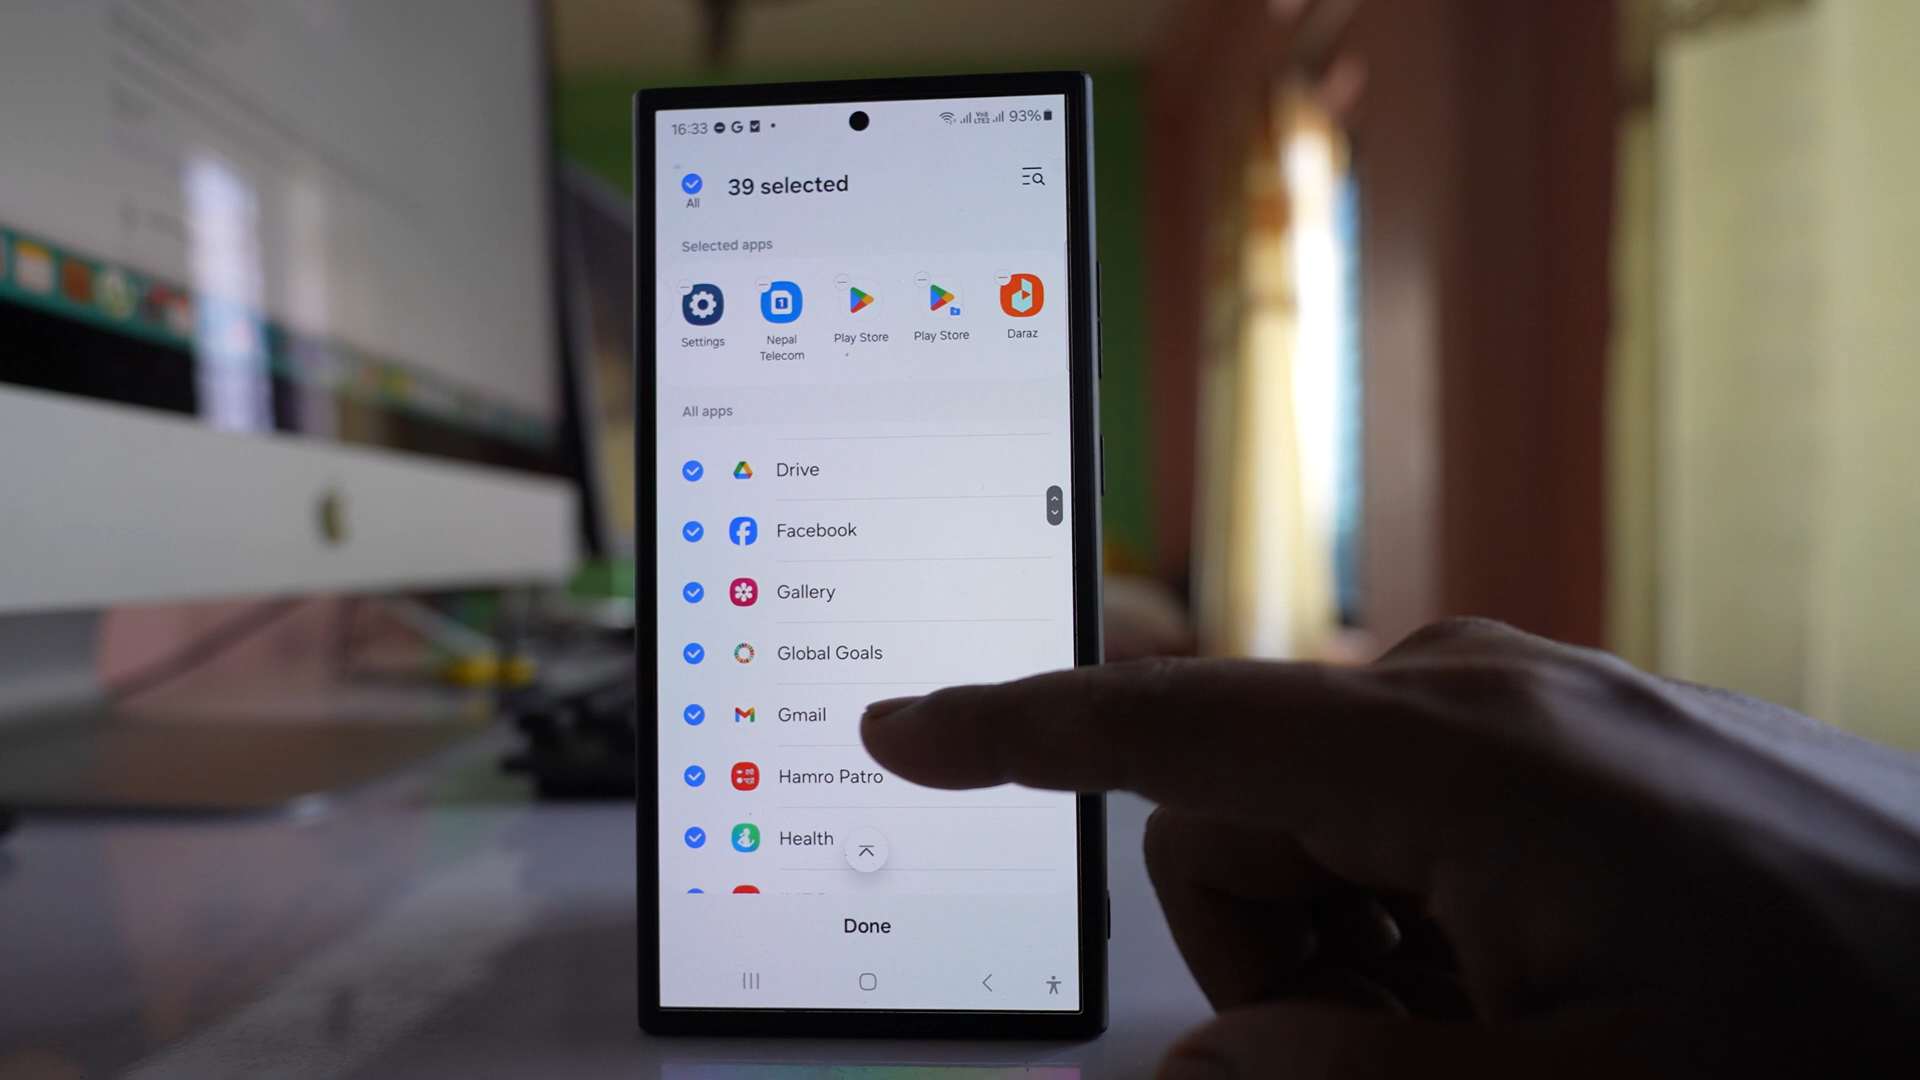 16:33
93%
39 selected
All
Selected apps
Settings
Nepal Telecom
Play Store
Play Store
Daraz
All apps
Drive
Facebook
Gallery
Global Goals
Gmail
Hamro Patro
Health
Done